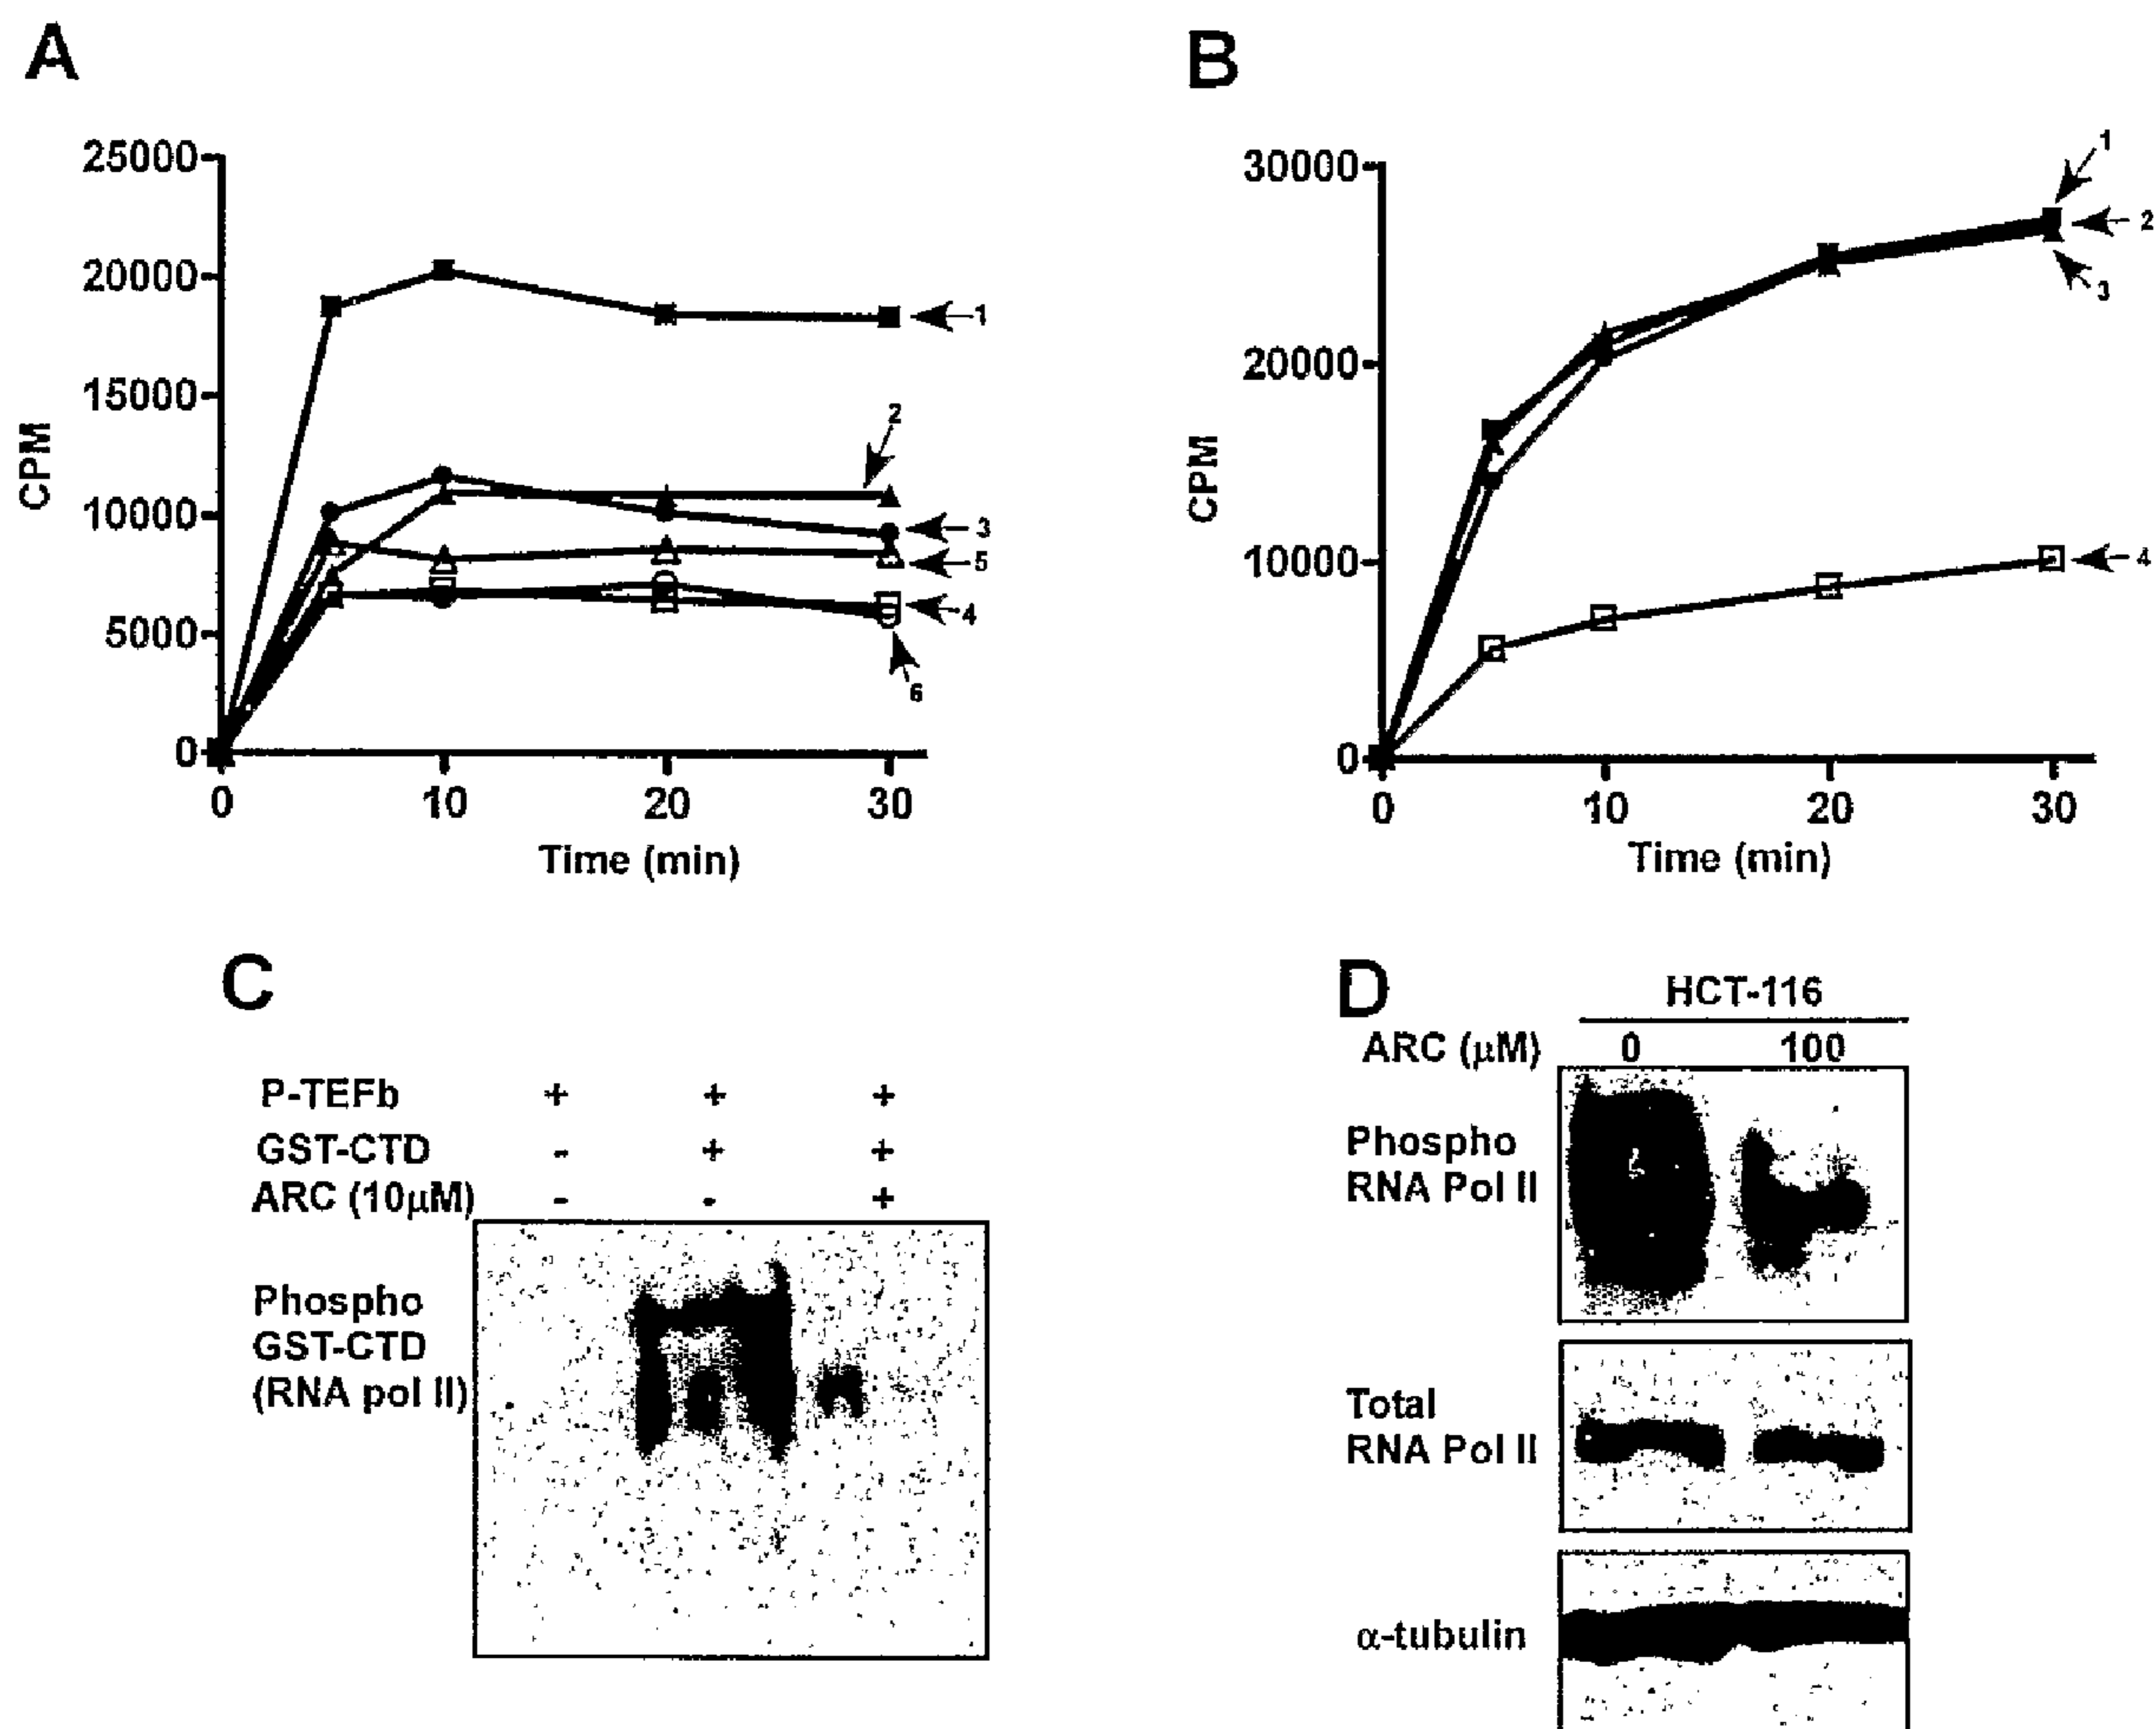 A
25000
20000
15000
10000
5000
0
CPM
0 10 20 30
Time (min)
1
2
3
5
4
6
B
30000
20000
10000
0
CPM
0 10 20 30
Time (min)
1
2
3
4
C
P-TEFb + + +
GST-CTD - + +
ARC (10μM) - - +
Phospho
GST-CTD
(RNA pol II)
D
HCT-116
ARC (μM) 0 100
Phospho
RNA Pol II
Total
RNA Pol II
α-tubulin